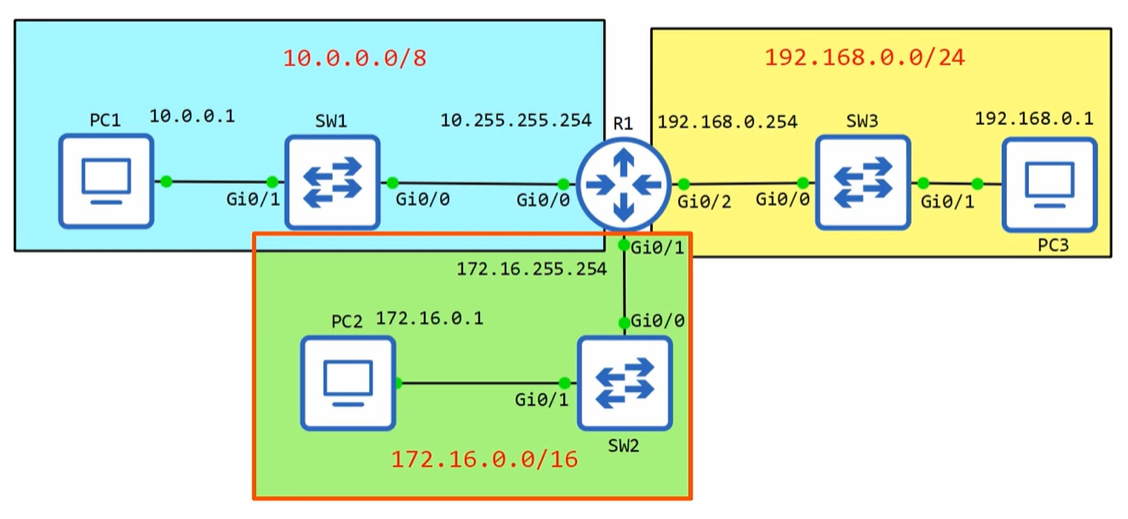 10.0.0.0/8
PC1
10.0.0.1
SW1
10.255.255.254
Gi0/1
Gi0/0
Gi0/0
R1
192.168.0.0/24
192.168.0.254
SW3
192.168.0.1
Gi0/2
Gi0/0
Gi0/1
PC3
Gi0/1
172.16.255.254
Gi0/0
PC2
172.16.0.1
Gi0/1
SW2
172.16.0.0/16